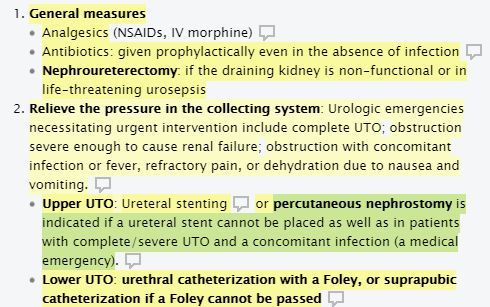 1. General measures
• Analgesics (NSAIDs, IV morphine)
• Antibiotics: given prophylactically even in the absence of infection
• Nephroureterectomy: if the draining kidney is non-functional or in
life-threatening urosepsis
2. Relieve the pressure in the collecting system: Urologic emergencies
necessitating urgent intervention include complete UTO; obstruction
severe enough to cause renal failure; obstruction with concomitant
infection or fever, refractory pain, or dehydration due to nausea and
vomiting.
• Upper UTO: Ureteral stenting or percutaneous nephrostomy is
indicated if a ureteral stent cannot be placed as well as in patients
with complete/severe UTO and a concomitant infection (a medical
emergency).
• Lower UTO: urethral catheterization with a Foley, or suprapubic
catheterization if a Foley cannot be passed